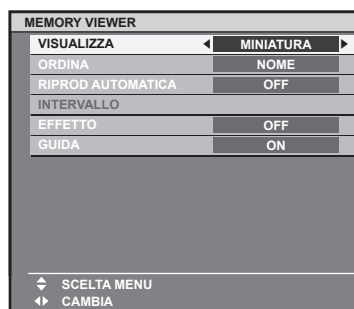 MEMORY VIEWER
VISUALIZZA MINIATURA
ORDINA NOME
RIPROD AUTOMATICA OFF
INTERVALLO
EFFETTO OFF
GUIDA ON
SCELTA MENU
CAMBIA